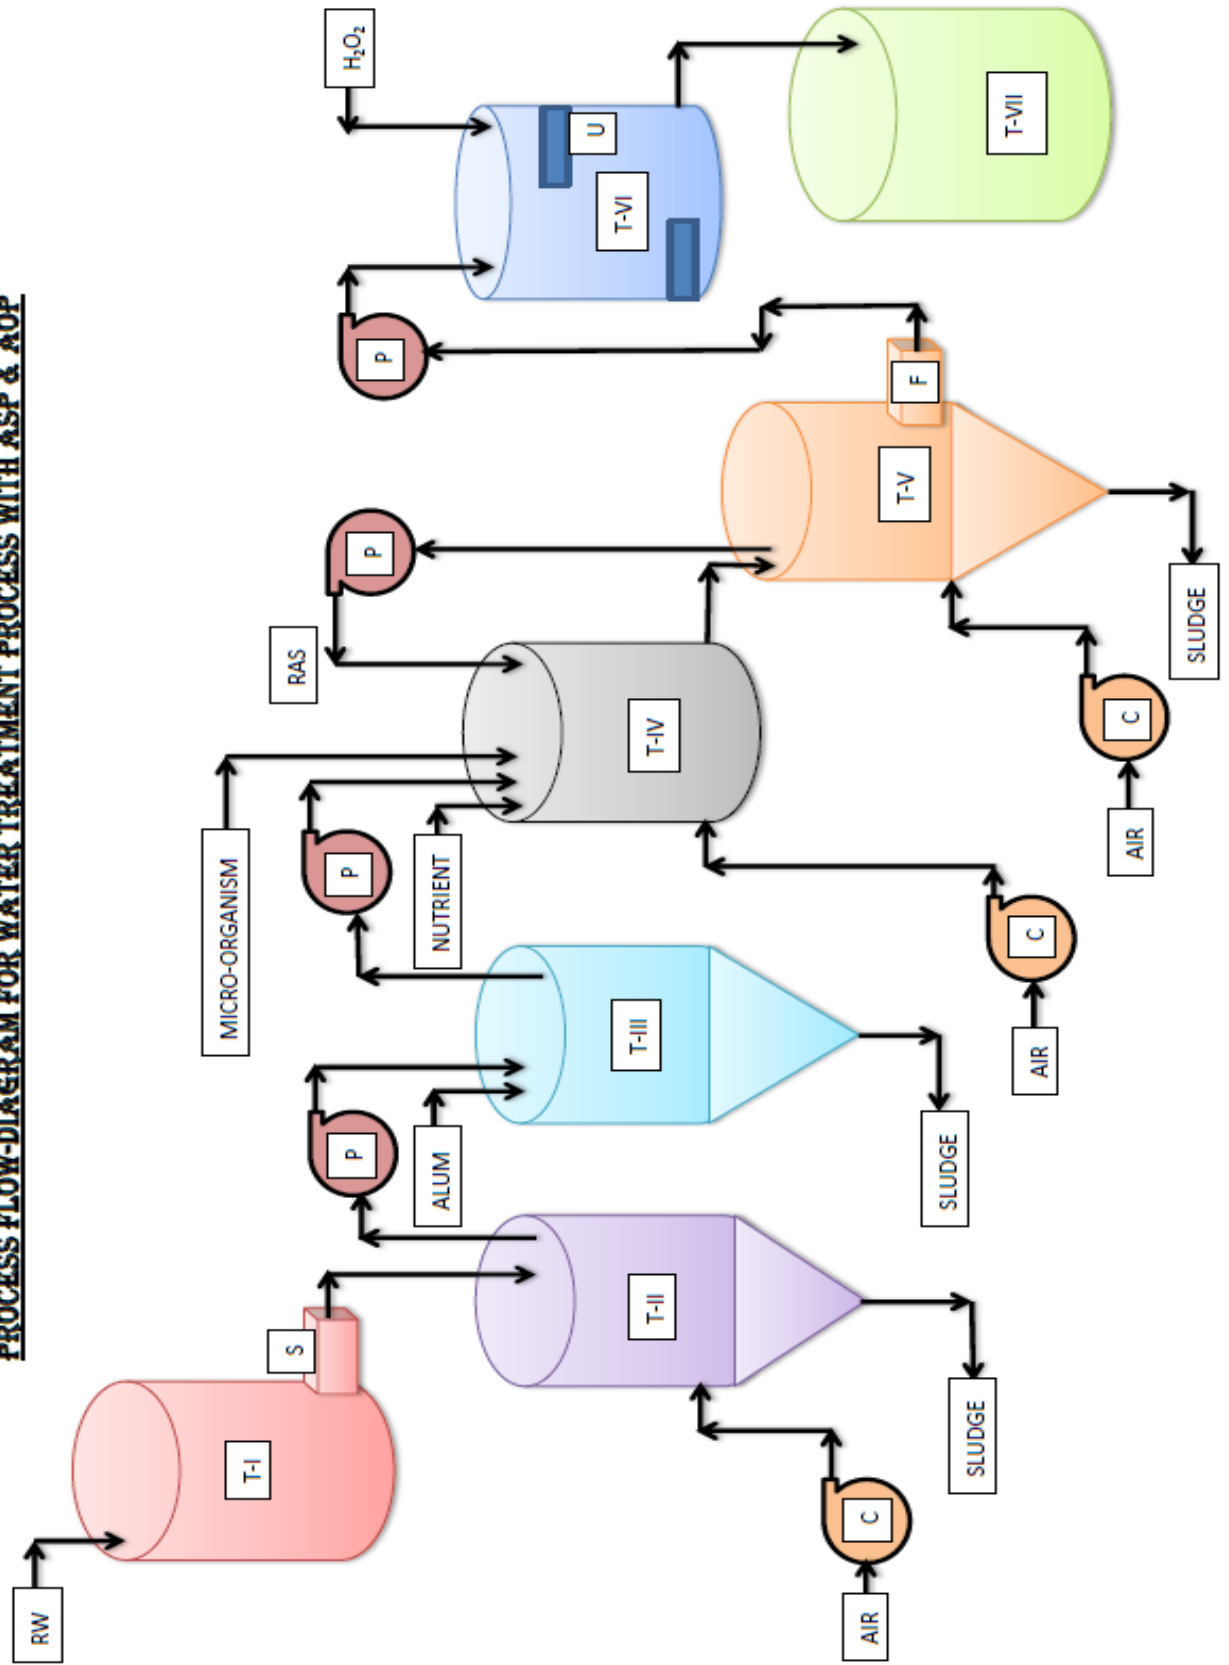 PROCESS FLOW-DIAGRAM FOR WATER TREATMENT PROCESS WITH ASP & AOP
RW
T-I
S
AIR
C
T-II
SLUDGE
P
ALUM
T-III
SLUDGE
MICRO-ORGANISM
P
NUTRIENT
AIR
C
T-IV
RAS
P
AIR
C
T-V
F
SLUDGE
P
H₂O₂
U
T-VI
T-VII